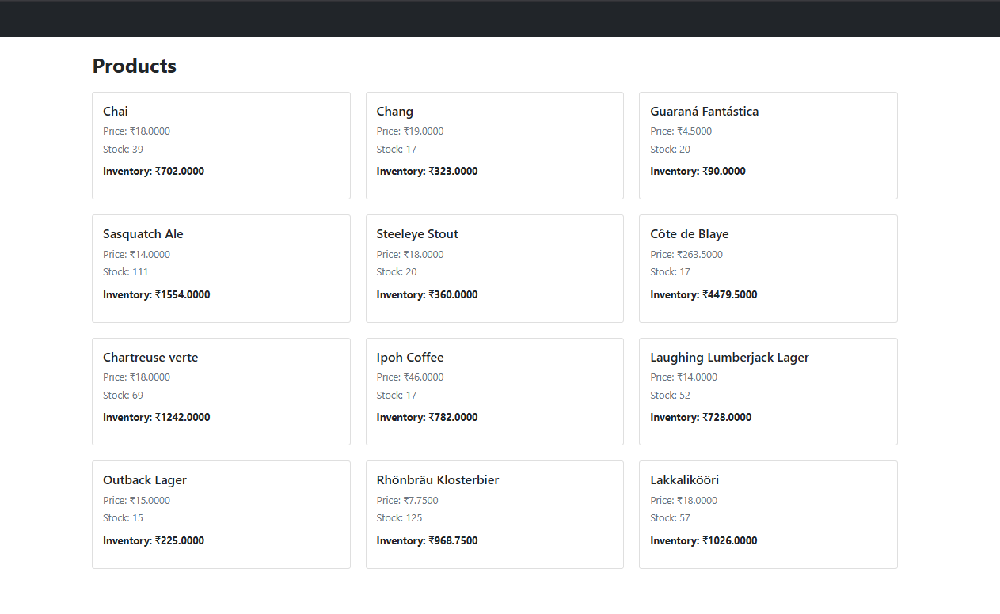 Products
Chai
Price: ₹18.0000
Stock: 39
Inventory: ₹702.0000
Chang
Price: ₹19.0000
Stock: 17
Inventory: ₹323.0000
Guaraná Fantástica
Price: ₹4.5000
Stock: 20
Inventory: ₹90.0000
Sasquatch Ale
Price: ₹14.0000
Stock: 111
Inventory: ₹1554.0000
Steeleye Stout
Price: ₹18.0000
Stock: 20
Inventory: ₹360.0000
Côte de Blaye
Price: ₹263.5000
Stock: 17
Inventory: ₹4479.5000
Chartreuse verte
Price: ₹18.0000
Stock: 69
Inventory: ₹1242.0000
Ipoh Coffee
Price: ₹46.0000
Stock: 17
Inventory: ₹782.0000
Laughing Lumberjack Lager
Price: ₹14.0000
Stock: 52
Inventory: ₹728.0000
Outback Lager
Price: ₹15.0000
Stock: 15
Inventory: ₹225.0000
Rhönbräu Klosterbier
Price: ₹7.7500
Stock: 125
Inventory: ₹968.7500
Lakkalikööri
Price: ₹18.0000
Stock: 57
Inventory: ₹1026.0000